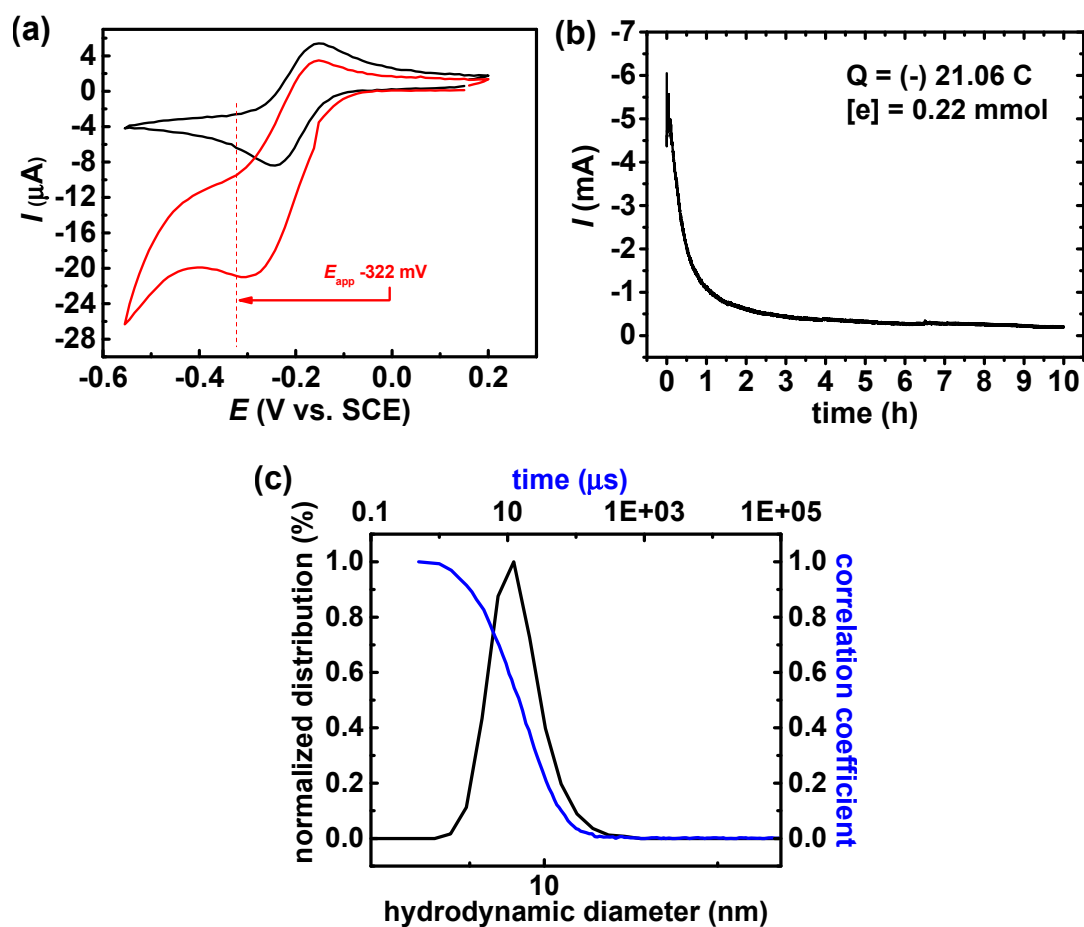 (a)
4
0
-4
-8
-12
-16
-20
-24
-28
I (μA)
E_app -322 mV
-0.6 -0.4 -0.2 0.0 0.2
E (V vs. SCE)
(b)
-7
-6
-5
-4
-3
-2
-1
0
I (mA)
Q = (-) 21.06 C
[e] = 0.22 mmol
0 1 2 3 4 5 6 7 8 9 10
time (h)
(c)
time (μs)
0.1 10 1E+03 1E+05
normalized distribution (%)
1.0 1.0
0.8 0.8
0.6 0.6
0.4 0.4
0.2 0.2
0.0 0.0
correlation coefficient
10
hydrodynamic diameter (nm)